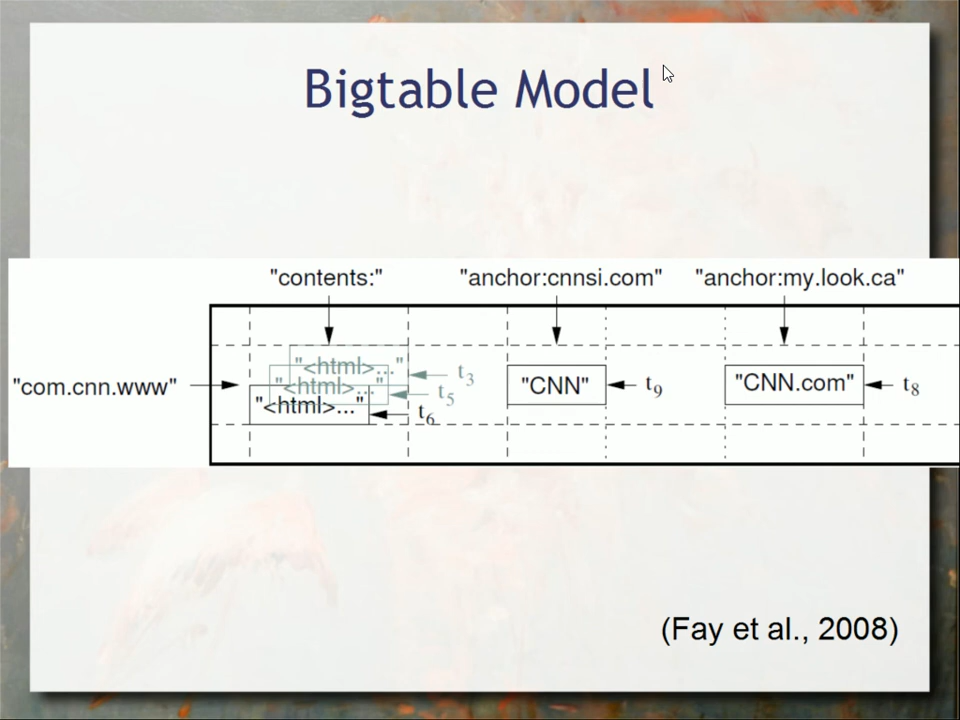 Bigtable Model
"contents:" "anchor:cnnsi.com" "anchor:my.look.ca"
"<html>..." t3
"com.cnn.www" "<html>..." t5 "CNN" t9 "CNN.com" t8
"<html>..." t6
(Fay et al., 2008)